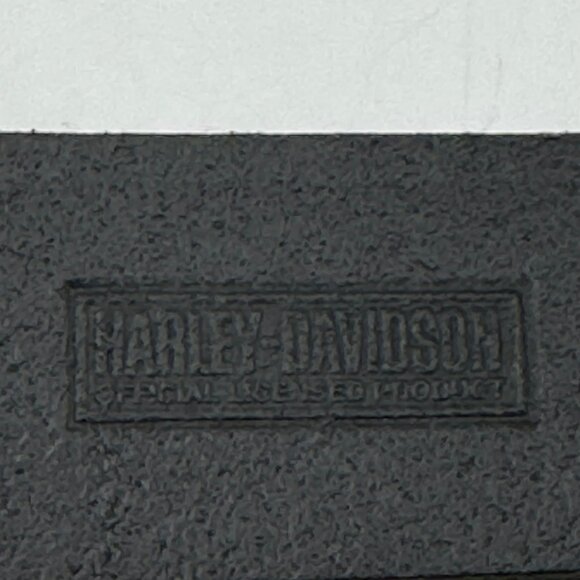 HARLEY-DAVIDSON
OFFICIAL LICENSED PRODUCT